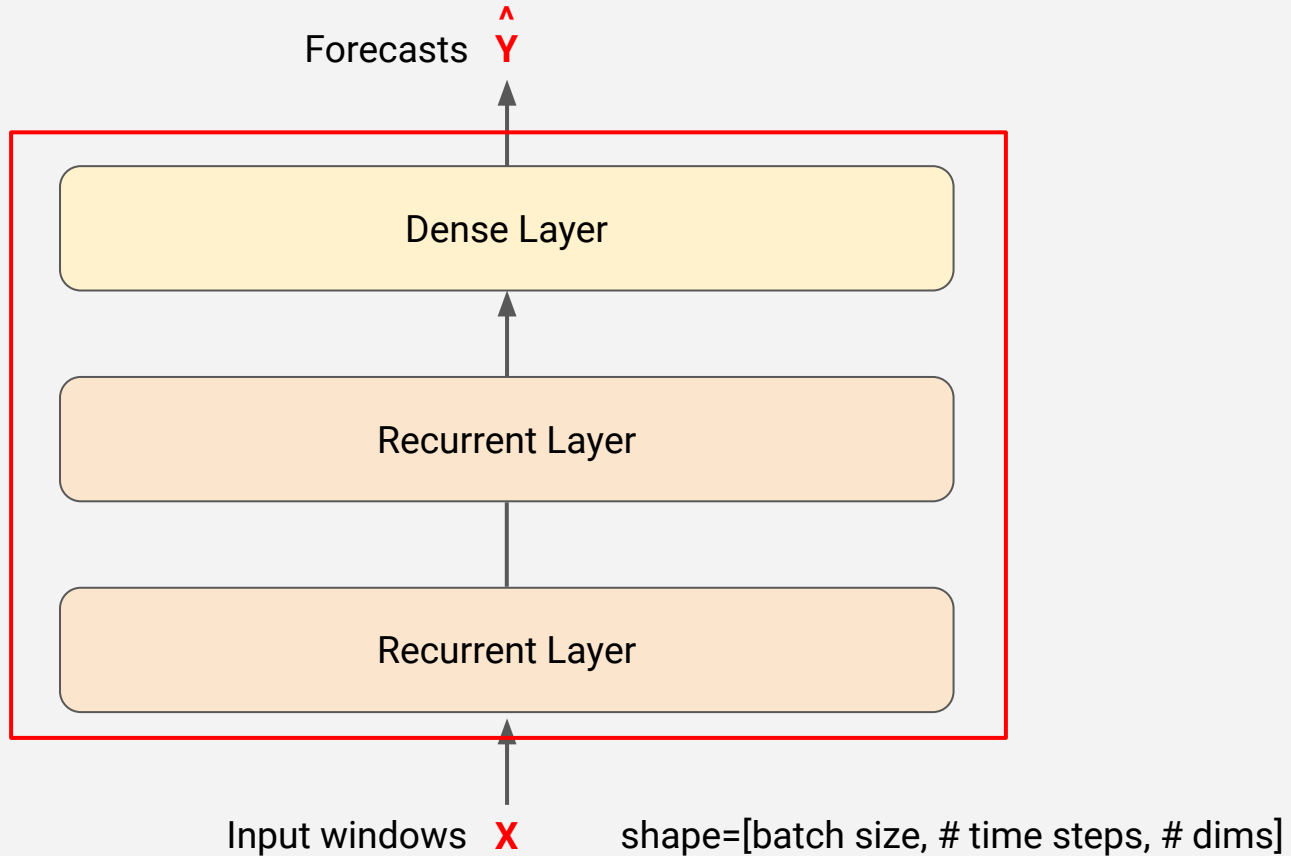 ^
Forecasts Y
Dense Layer
Recurrent Layer
Recurrent Layer
Input windows X shape=[batch size, # time steps, # dims]